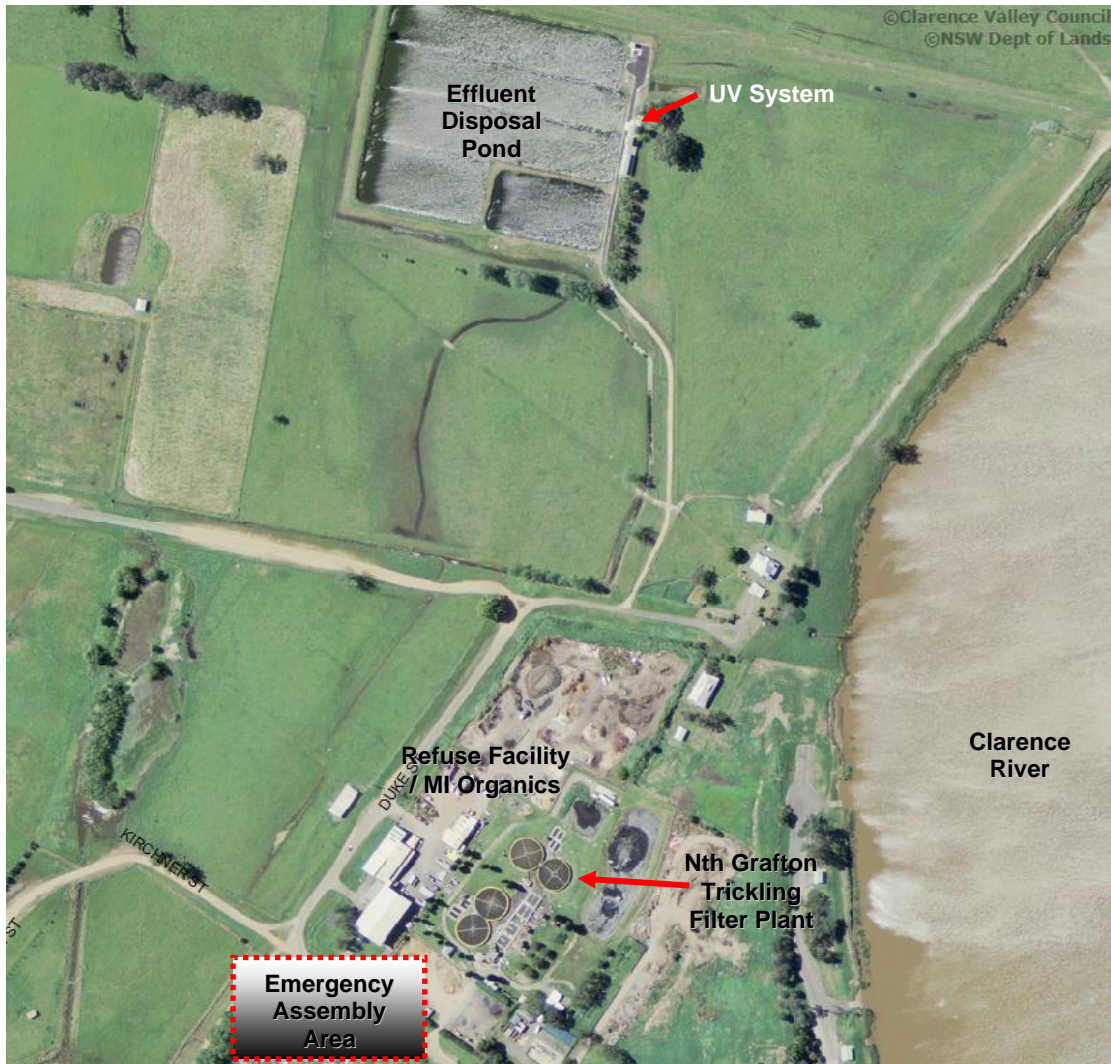 ©Clarence Valley Council
©NSW Dept of Lands
Effluent
Disposal
Pond
UV System
Refuse Facility
/ MI Organics
DUKE ST
Clarence
River
KIRCHNER ST
Nth Grafton
Trickling
Filter Plant
ST
Emergency
Assembly
Area